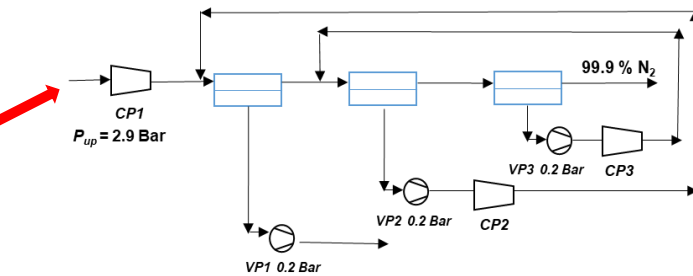 99.9 % N₂
CP1
P_up = 2.9 Bar
VP3 0.2 Bar
CP3
VP2 0.2 Bar
CP2
VP1 0.2 Bar